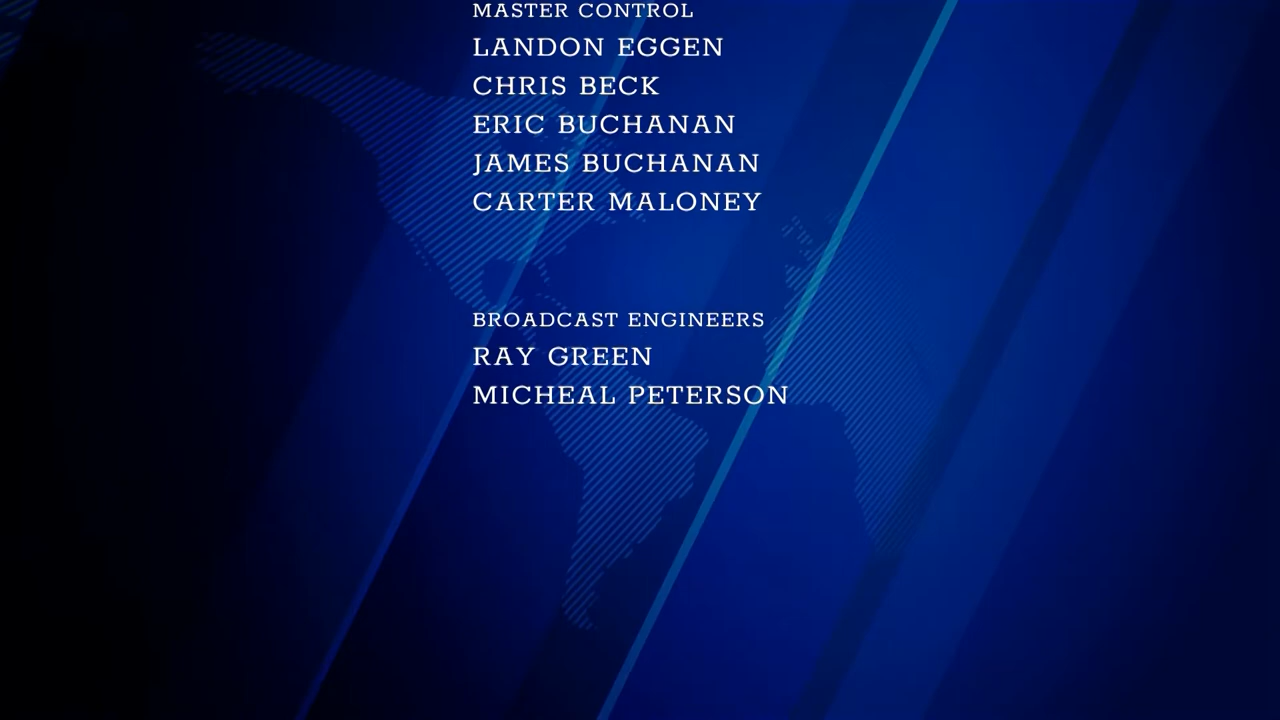 MASTER CONTROL
LANDON EGGEN
CHRIS BECK
ERIC BUCHANAN
JAMES BUCHANAN
CARTER MALONEY
BROADCAST ENGINEERS
RAY GREEN
MICHEAL PETERSON